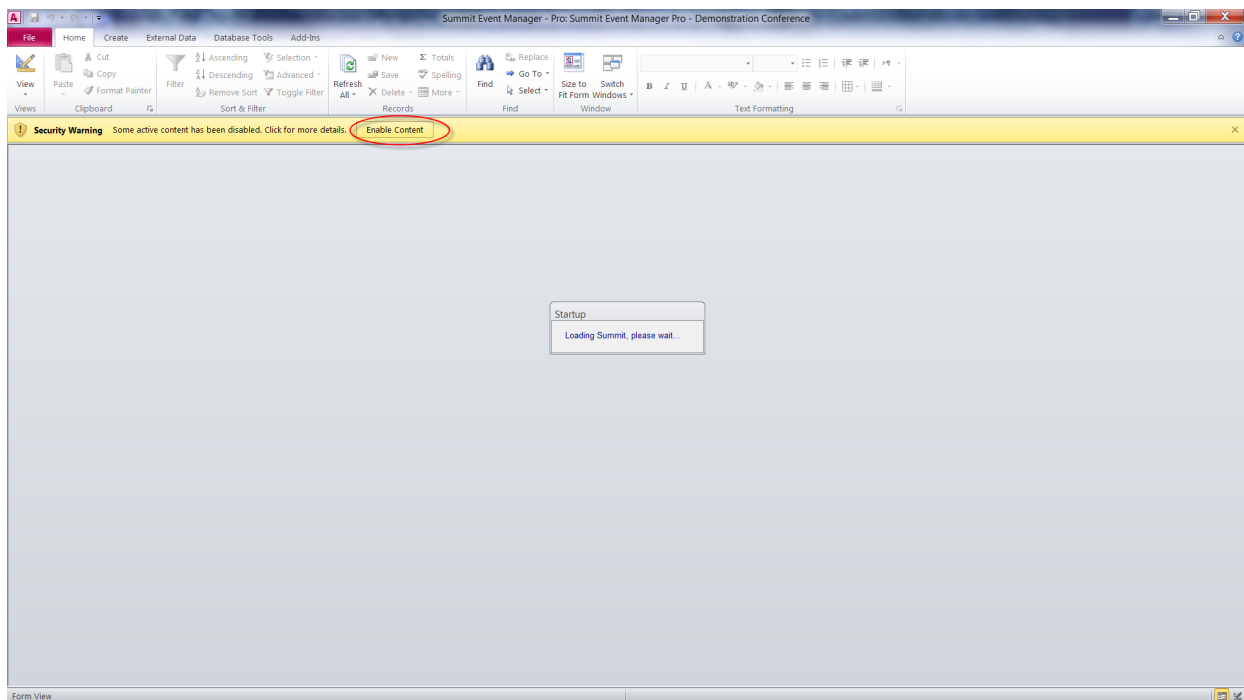 A Summit Event Manager - Pro: Summit Event Manager Pro - Demonstration Conference
File Home Create External Data Database Tools Add-Ins
Cut Ascending Selection New Σ Totals Replace
Copy Descending Advanced Save Spelling Go To
View Paste Format Painter Filter Remove Sort Toggle Filter Refresh All Delete More Find Select Size to Fit Form Switch Windows B I U A
Views Clipboard Sort & Filter Records Find Window Text Formatting
Security Warning Some active content has been disabled. Click for more details. Enable Content
Startup
Loading Summit, please wait...
Form View